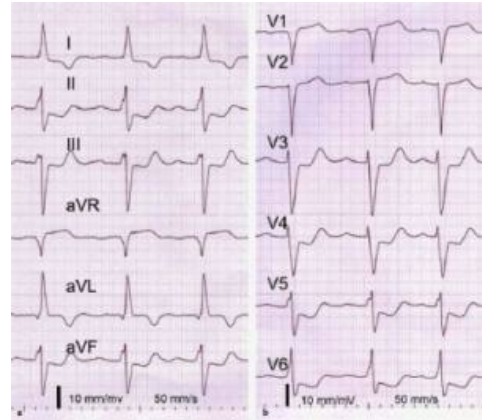 I
II
III
aVR
aVL
aVF
10 mm/mv 50 mm/s
a
V1
V2
V3
V4
V5
V6
10 mm/mV 50 mm/s
b